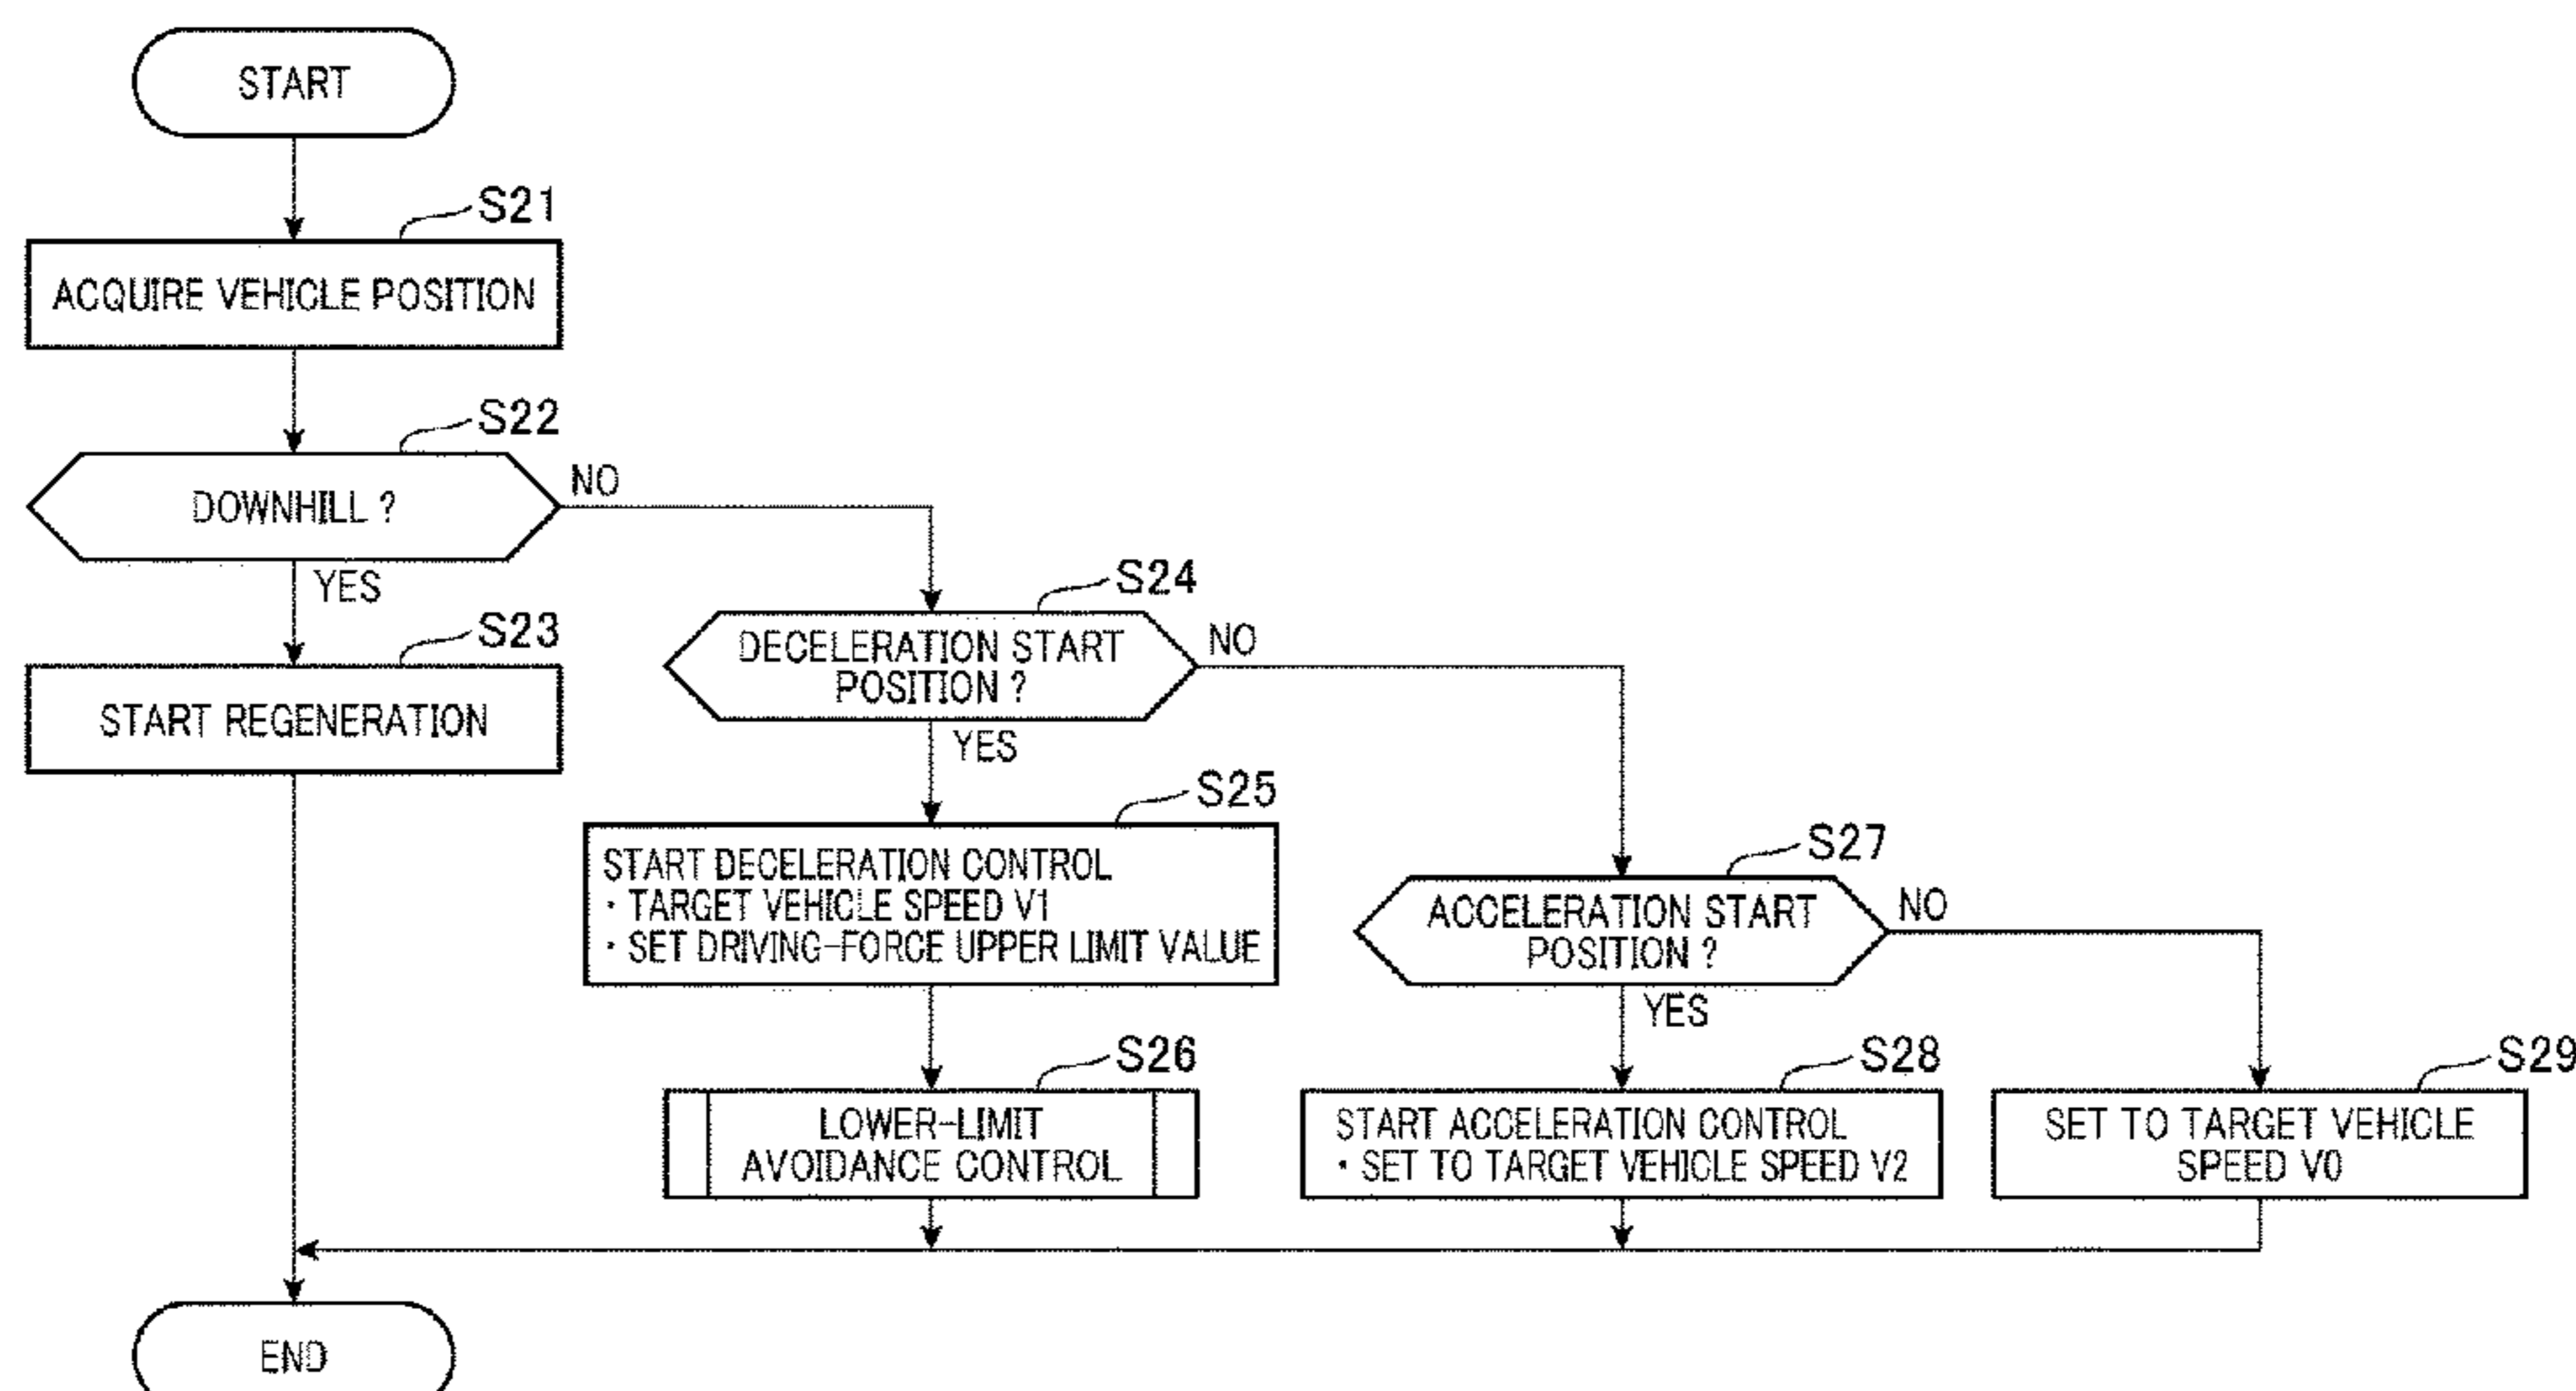 START
S21
ACQUIRE VEHICLE POSITION
S22
DOWNHILL ?
NO
YES
S23
START REGENERATION
S24
DECELERATION START
POSITION ?
NO
YES
S25
START DECELERATION CONTROL
・TARGET VEHICLE SPEED V1
・SET DRIVING-FORCE UPPER LIMIT VALUE
S26
LOWER-LIMIT
AVOIDANCE CONTROL
S27
ACCELERATION START
POSITION ?
NO
YES
S28
START ACCELERATION CONTROL
・SET TO TARGET VEHICLE SPEED V2
S29
SET TO TARGET VEHICLE
SPEED V0
END